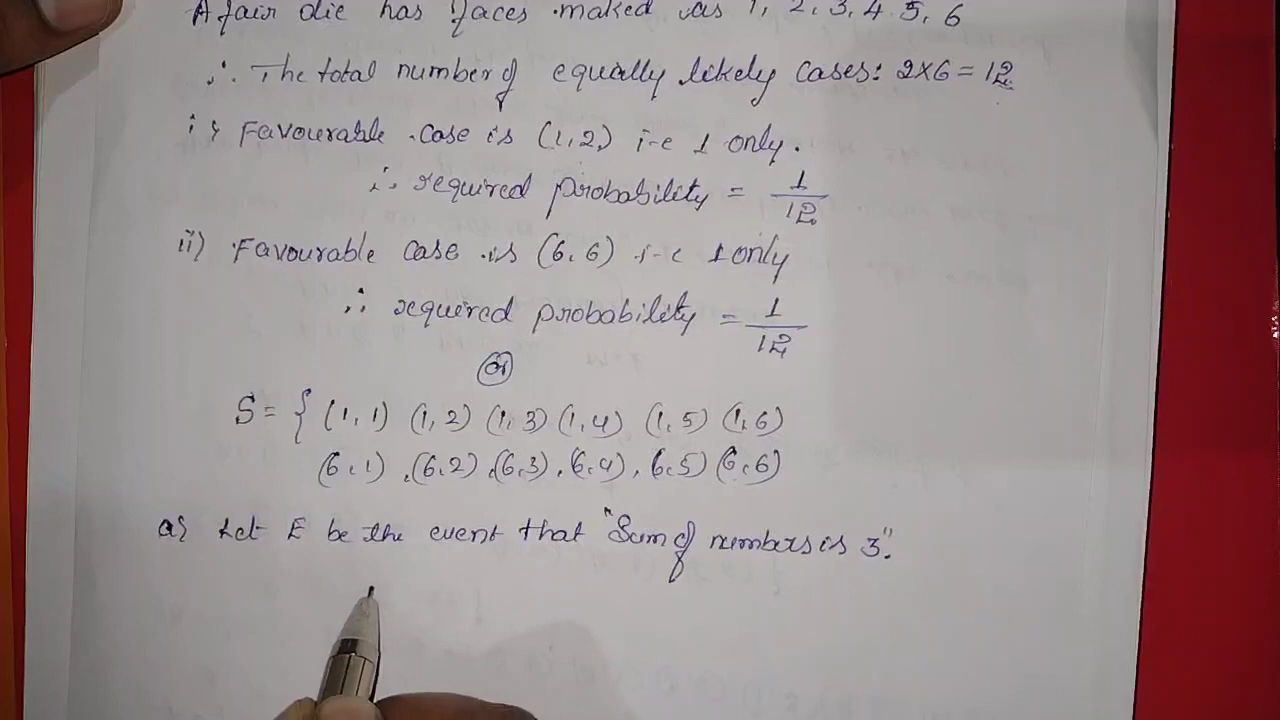 A fair die has faces maked as 1, 2, 3, 4. 5, 6
∴ The total number of equally likely cases: 2×6 = 12
i) Favourable case is (1,2) i-e 1 only.
∴ required probability = 1/12
ii) Favourable case is (6,6) i-e 1 only
∴ required probability = 1/12
or
S = { (1,1) (1,2) (1,3) (1,4) (1,5) (1,6)
(6,1), (6,2), (6,3), (6,4), (6,5) (6,6)
a) Let E be the event that "Sum of numbers is 3".